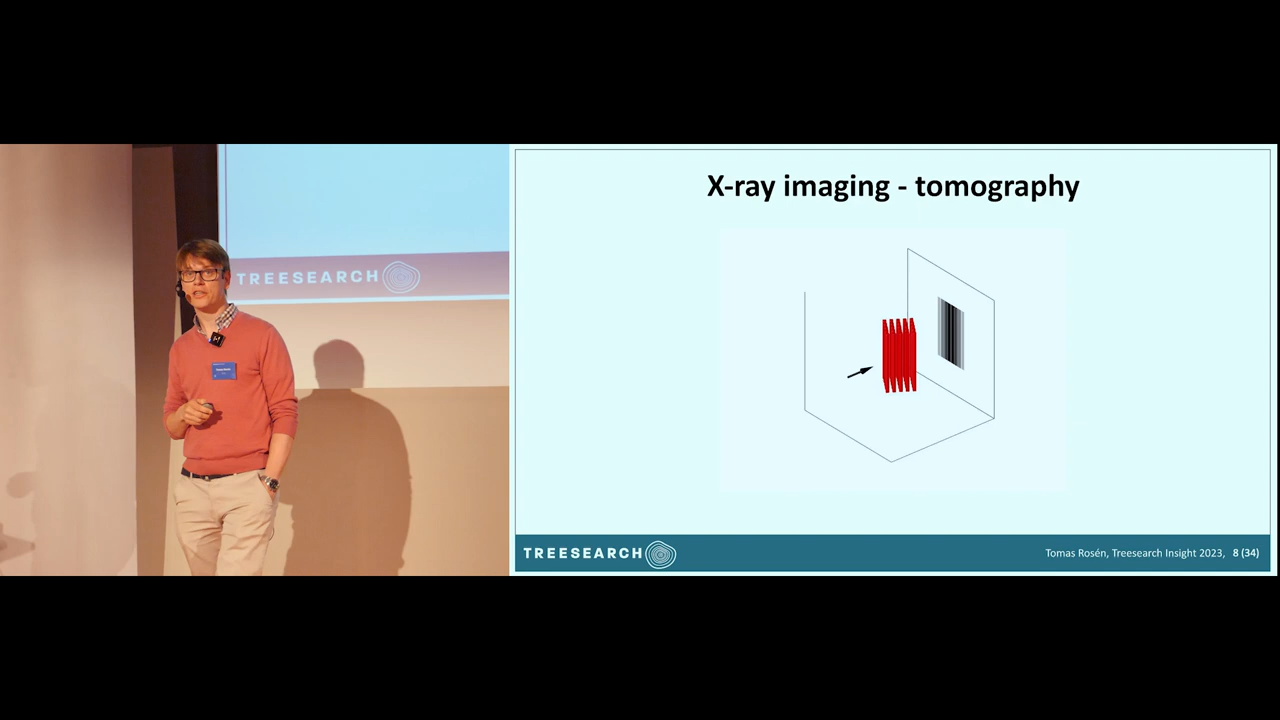 TREESEARCH
X-ray imaging - tomography
TREESEARCH
Tomas Rosén, Treesearch Insight 2023, 8 (34)